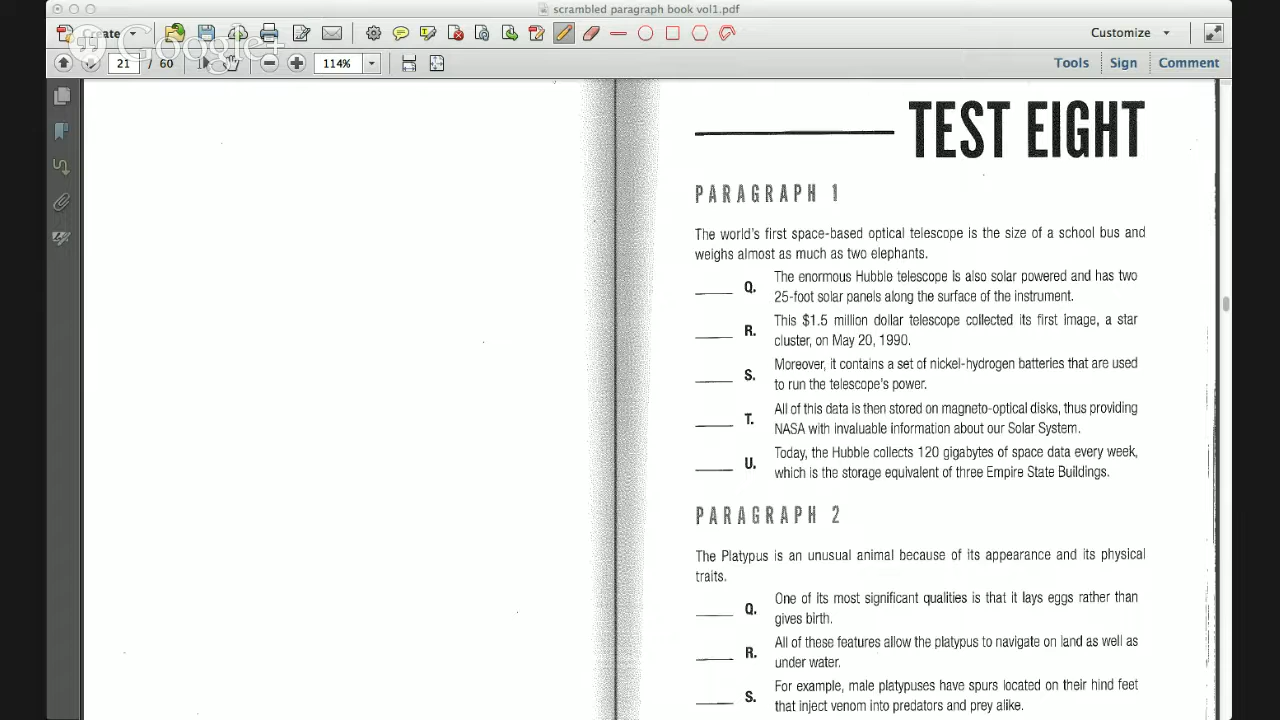 scrambled paragraph book vol1.pdf
Create
Google+
Customize
21 / 60
114%
Tools
Sign
Comment
TEST EIGHT
PARAGRAPH 1
The world's first space-based optical telescope is the size of a school bus and
weighs almost as much as two elephants.
____ Q. The enormous Hubble telescope is also solar powered and has two
25-foot solar panels along the surface of the instrument.
____ R. This $1.5 million dollar telescope collected its first image, a star
cluster, on May 20, 1990.
____ S. Moreover, it contains a set of nickel-hydrogen batteries that are used
to run the telescope's power.
____ T. All of this data is then stored on magneto-optical disks, thus providing
NASA with invaluable information about our Solar System.
____ U. Today, the Hubble collects 120 gigabytes of space data every week,
which is the storage equivalent of three Empire State Buildings.
PARAGRAPH 2
The Platypus is an unusual animal because of its appearance and its physical
traits.
____ Q. One of its most significant qualities is that it lays eggs rather than
gives birth.
____ R. All of these features allow the platypus to navigate on land as well as
under water.
____ S. For example, male platypuses have spurs located on their hind feet
that inject venom into predators and prey alike.